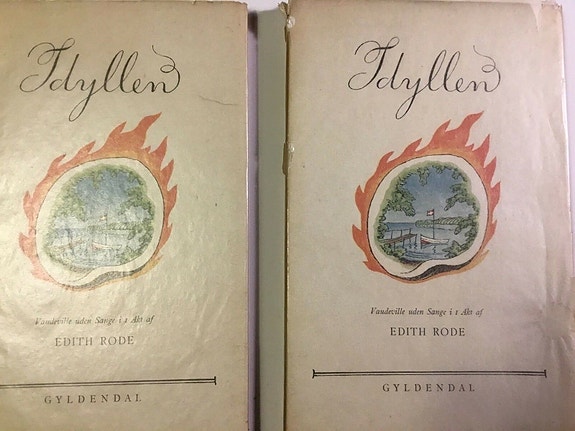 Idyllen
Vaudeville uden Sange i 1 Akt af
EDITH RODE
GYLDENDAL
Idyllen
Vaudeville uden Sange i 1 Akt af
EDITH RODE
GYLDENDAL